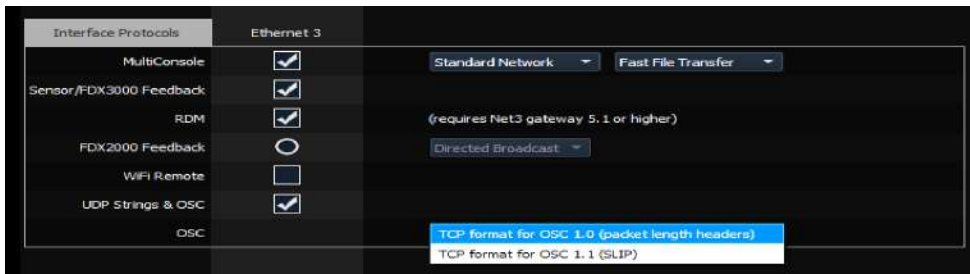 Interface Protocols Ethernet 3
MultiConsole Standard Network Fast File Transfer
Sensor/FDX3000 Feedback
RDM (requires Net3 gateway 5.1 or higher)
FDX2000 Feedback Directed Broadcast
WiFi Remote
UDP Strings & OSC
OSC TCP format for OSC 1.0 (packet length headers)
TCP format for OSC 1.1 (SLIP)